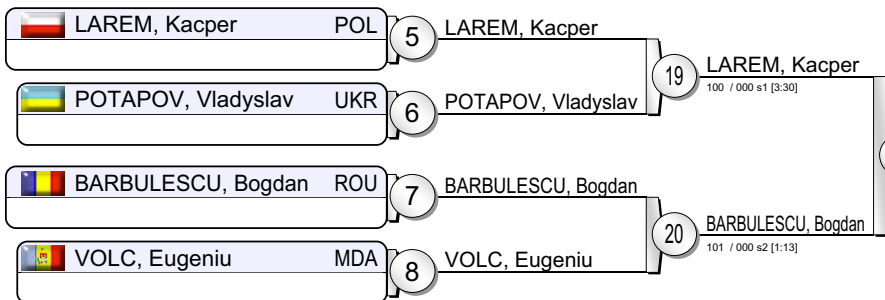 LAREM, Kacper POL
5 LAREM, Kacper
19 LAREM, Kacper
100 / 000 s1 [3:30]
POTAPOV, Vladyslav UKR
6 POTAPOV, Vladyslav
BARBULESCU, Bogdan ROU
7 BARBULESCU, Bogdan
20 BARBULESCU, Bogdan
101 / 000 s2 [1:13]
VOLC, Eugeniu MDA
8 VOLC, Eugeniu